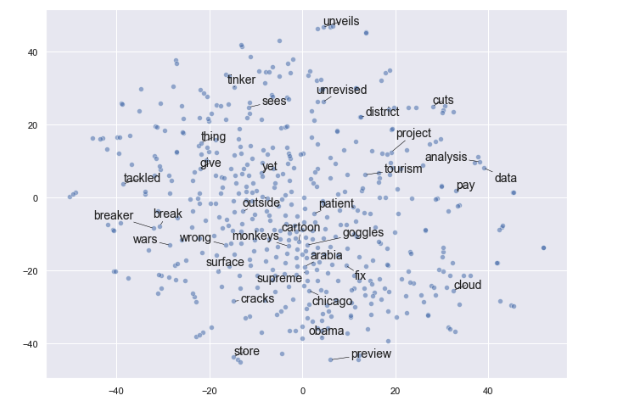 unveils
40
tinker
unrevised
sees
cuts
district
20
thing
project
give
yet
analysis
tourism
data
tackled
pay
0
outside
patient
breaker
break
cartoon
goggles
wars
wrong
monkeys
arabia
surface
fix
−20
supreme
cloud
cracks
chicago
obama
−40
store
preview
−40
−20
0
20
40